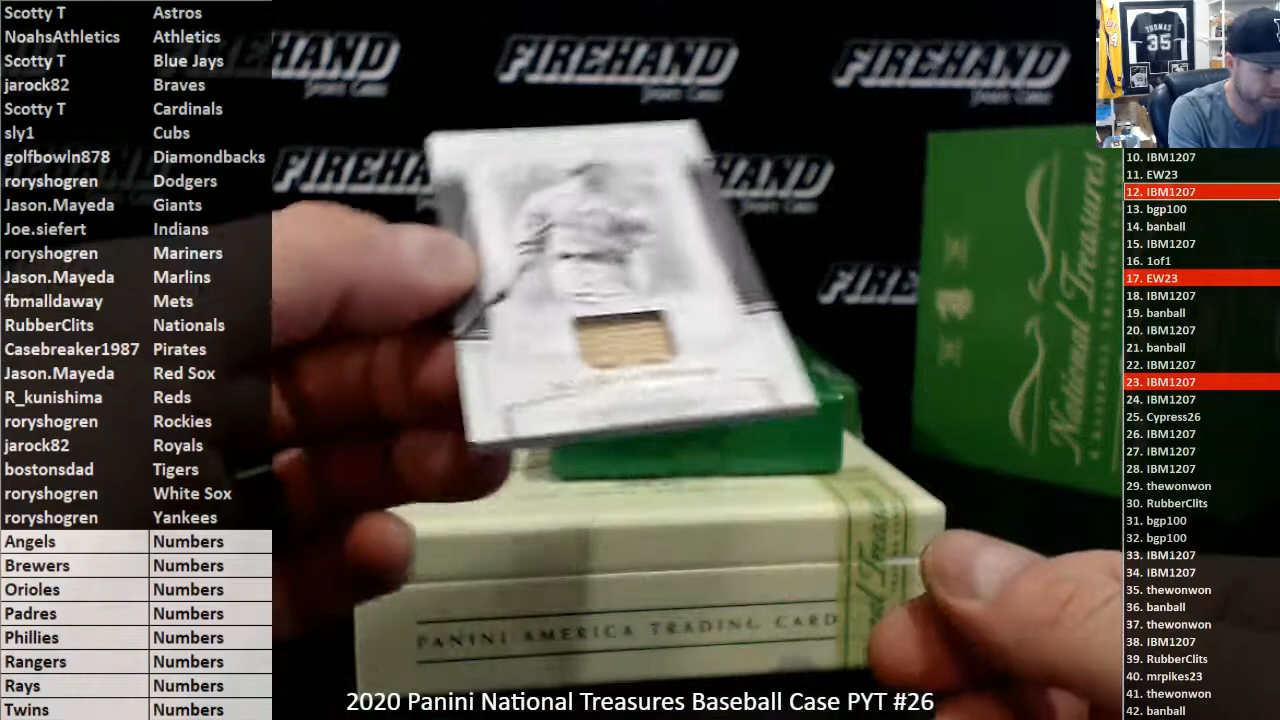 Scotty T Astros
NoahsAthletics Athletics
Scotty T Blue Jays
jarock82 Braves
Scotty T Cardinals
sly1 Cubs
golfbowln878 Diamondbacks
roryshogren Dodgers
Jason.Mayeda Giants
Joe.siefert Indians
roryshogren Mariners
Jason.Mayeda Marlins
fbmalldaway Mets
RubberClits Nationals
Casebreaker1987 Pirates
Jason.Mayeda Red Sox
R_kunishima Reds
roryshogren Rockies
jarock82 Royals
bostonsdad Tigers
roryshogren White Sox
roryshogren Yankees
Angels Numbers
Brewers Numbers
Orioles Numbers
Padres Numbers
Phillies Numbers
Rangers Numbers
Rays Numbers
Twins Numbers
FIREHAND
FIREHAND
FIREHAND
FIREHAND
National Treasures
PANINI AMERICA TRADING CARD
2020 Panini National Treasures Baseball Case PYT #26
THOMAS
35
10. IBM1207
11. EW23
12. IBM1207
13. bgp100
14. banball
15. IBM1207
16. 1of1
17. EW23
18. IBM1207
19. banball
20. IBM1207
21. banball
22. IBM1207
23. IBM1207
24. IBM1207
25. Cypress26
26. IBM1207
27. IBM1207
28. IBM1207
29. thewonwon
30. RubberClits
31. bgp100
32. bgp100
33. IBM1207
34. IBM1207
35. thewonwon
36. banball
37. thewonwon
38. IBM1207
39. RubberClits
40. mrpikes23
41. thewonwon
42. banball